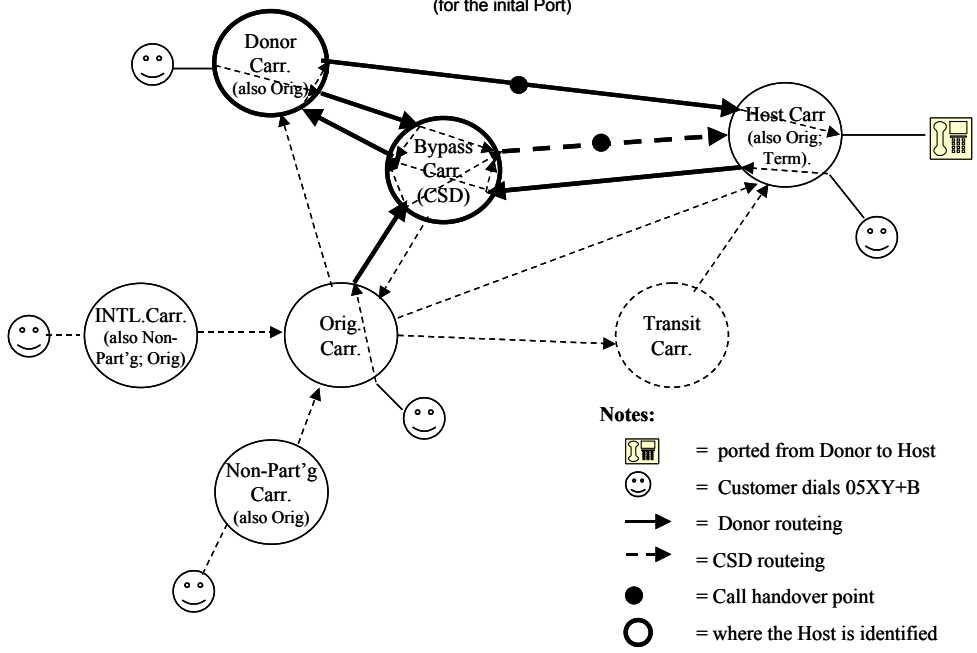 (for the inital Port)
Donor
Carr.
(also Orig)
Bypass
Carr.
(CSD)
Host Carr
(also Orig;
Term).
INTL.Carr.
(also Non-
Part'g; Orig)
Orig.
Carr.
Transit
Carr.
Non-Part'g
Carr.
(also Orig)
Notes:
= ported from Donor to Host
= Customer dials 05XY+B
= Donor routeing
= CSD routeing
= Call handover point
= where the Host is identified